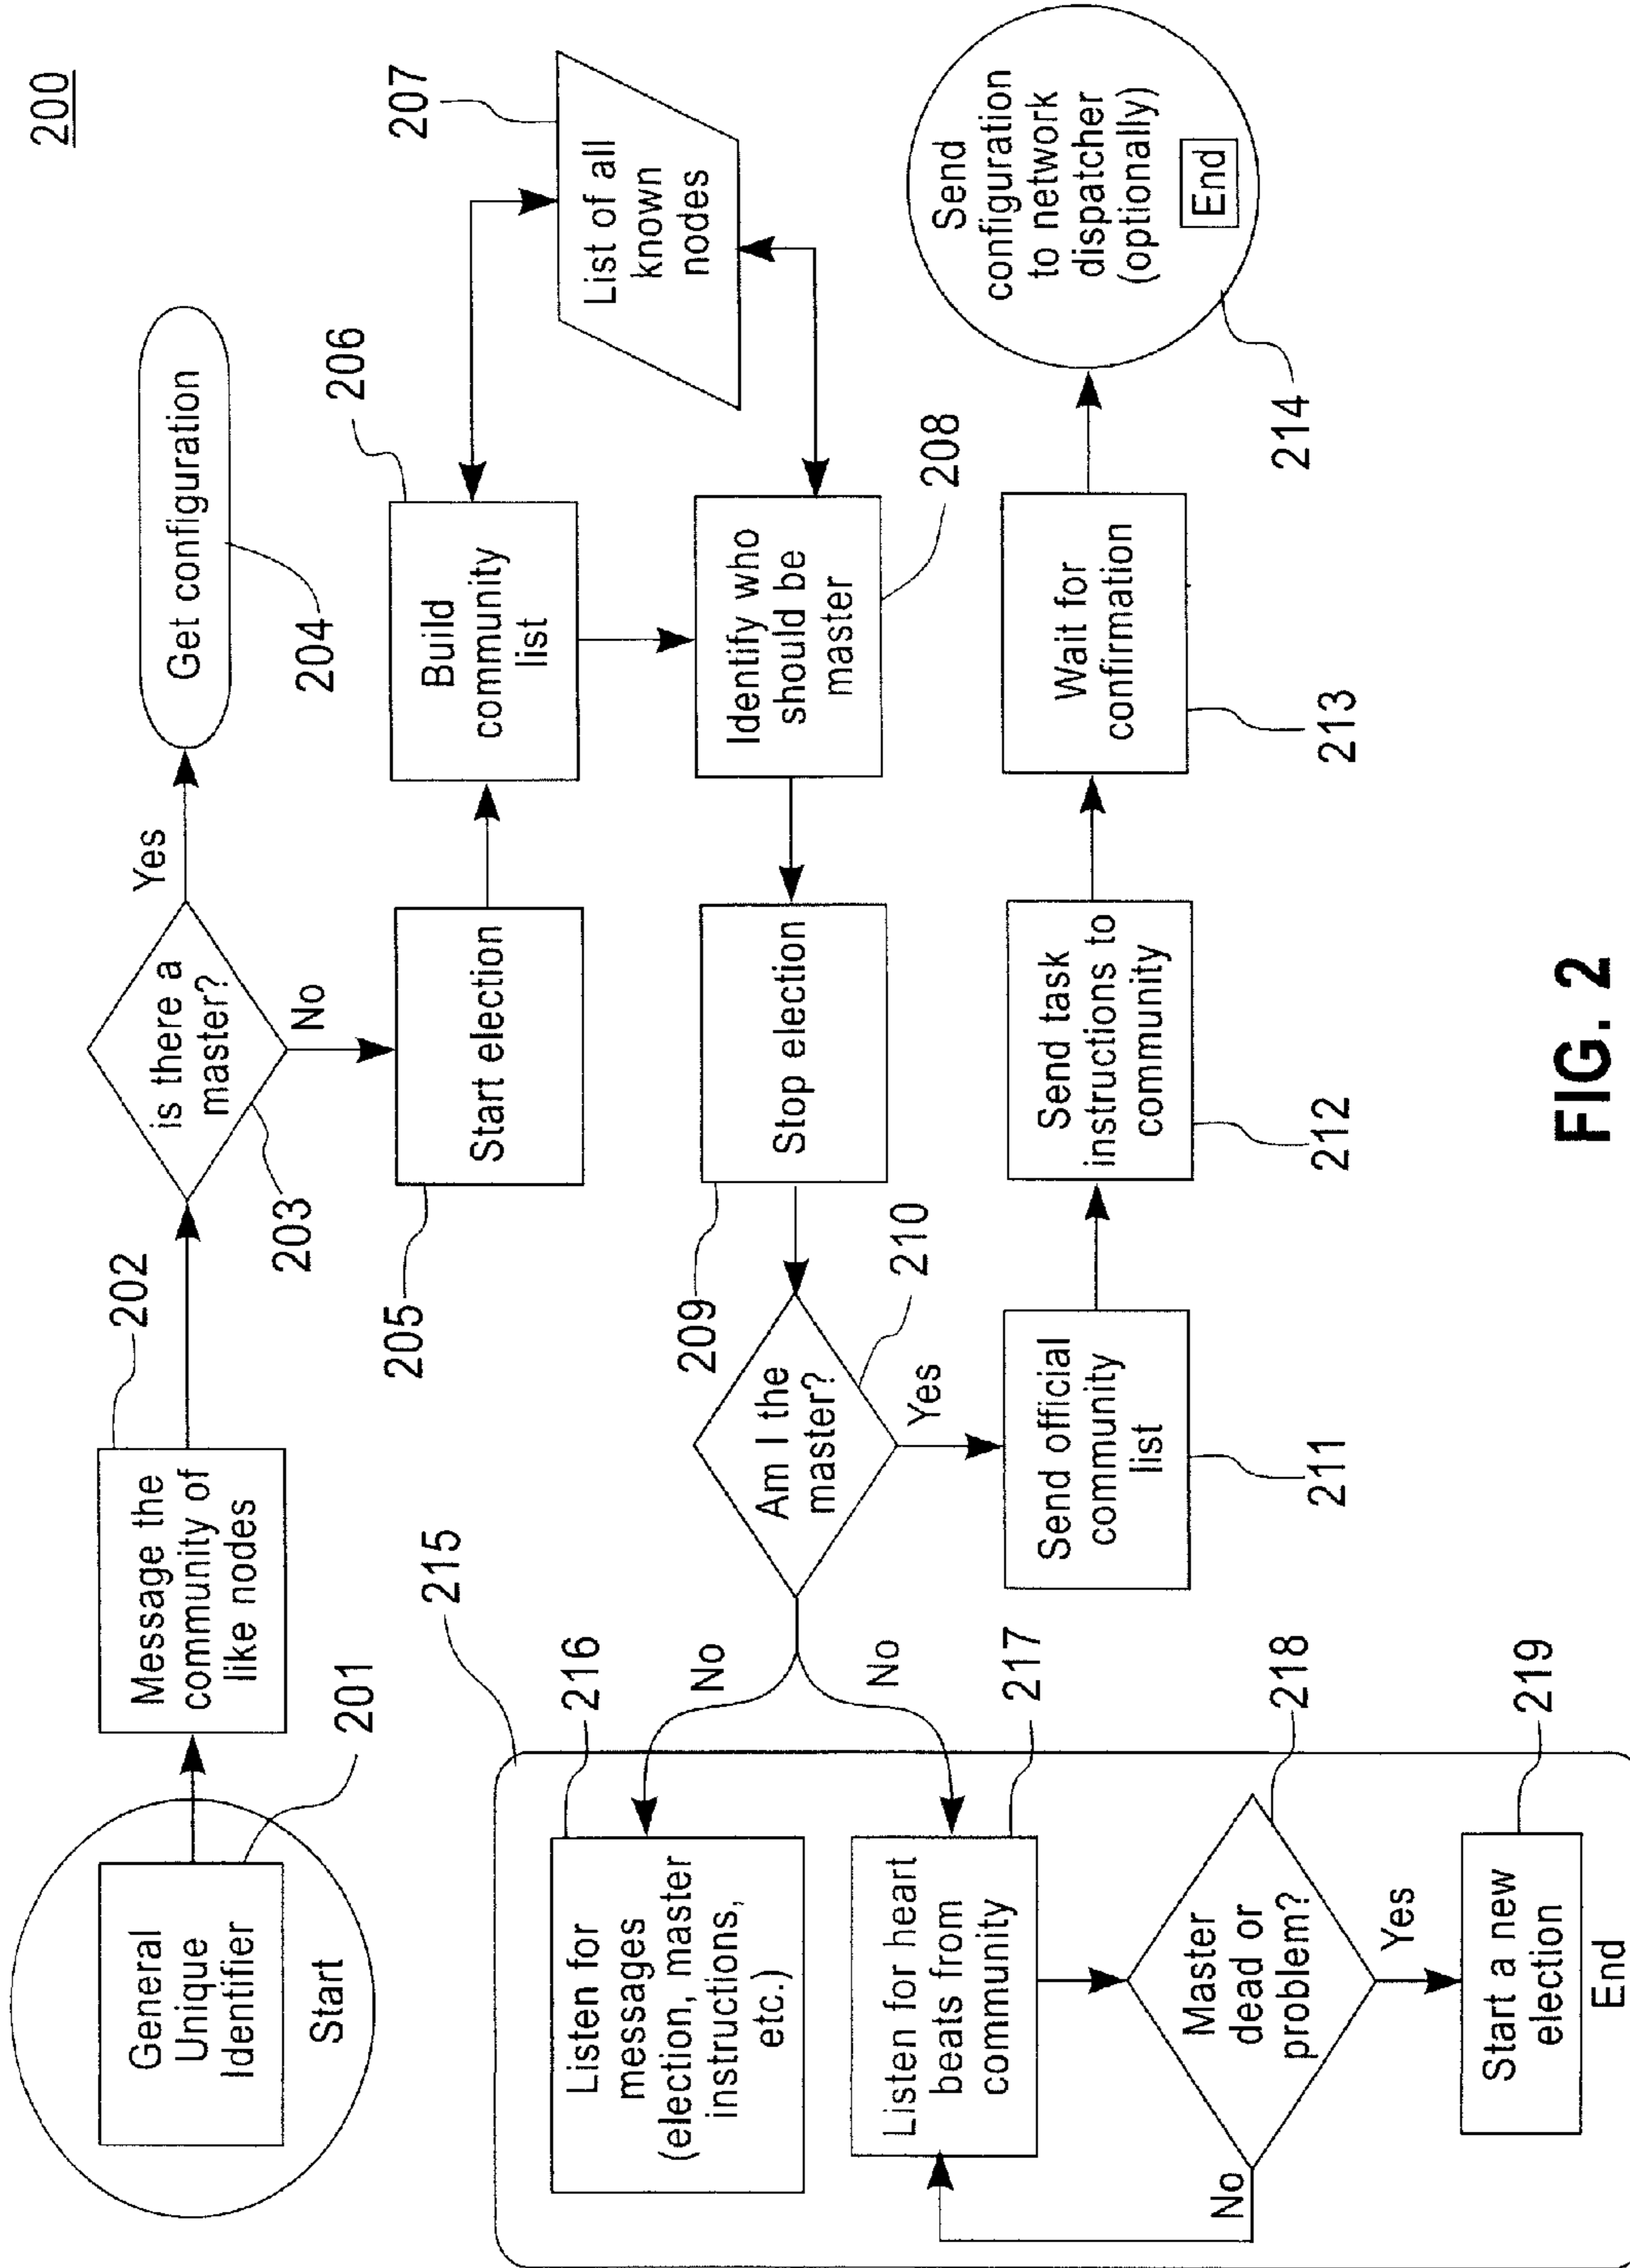 200
General
Unique
Identifier
Start
201
Message the
community of
like nodes
202
is there a
master?
203
Yes
No
Get configuration
204
Start election
205
Build
community
list
206
List of all
known
nodes
207
Identify who
should be
master
208
Stop election
209
Am I the
master?
210
Yes
No
No
Send official
community
list
211
Send task
instructions to
community
212
Wait for
confirmation
213
Send
configuration
to network
dispatcher
(optionally)
End
214
215
Listen for
messages
(election, master
instructions,
etc.)
216
Listen for heart
beats from
community
217
Master
dead or
problem?
218
No
Yes
Start a new
election
219
End
FIG. 2